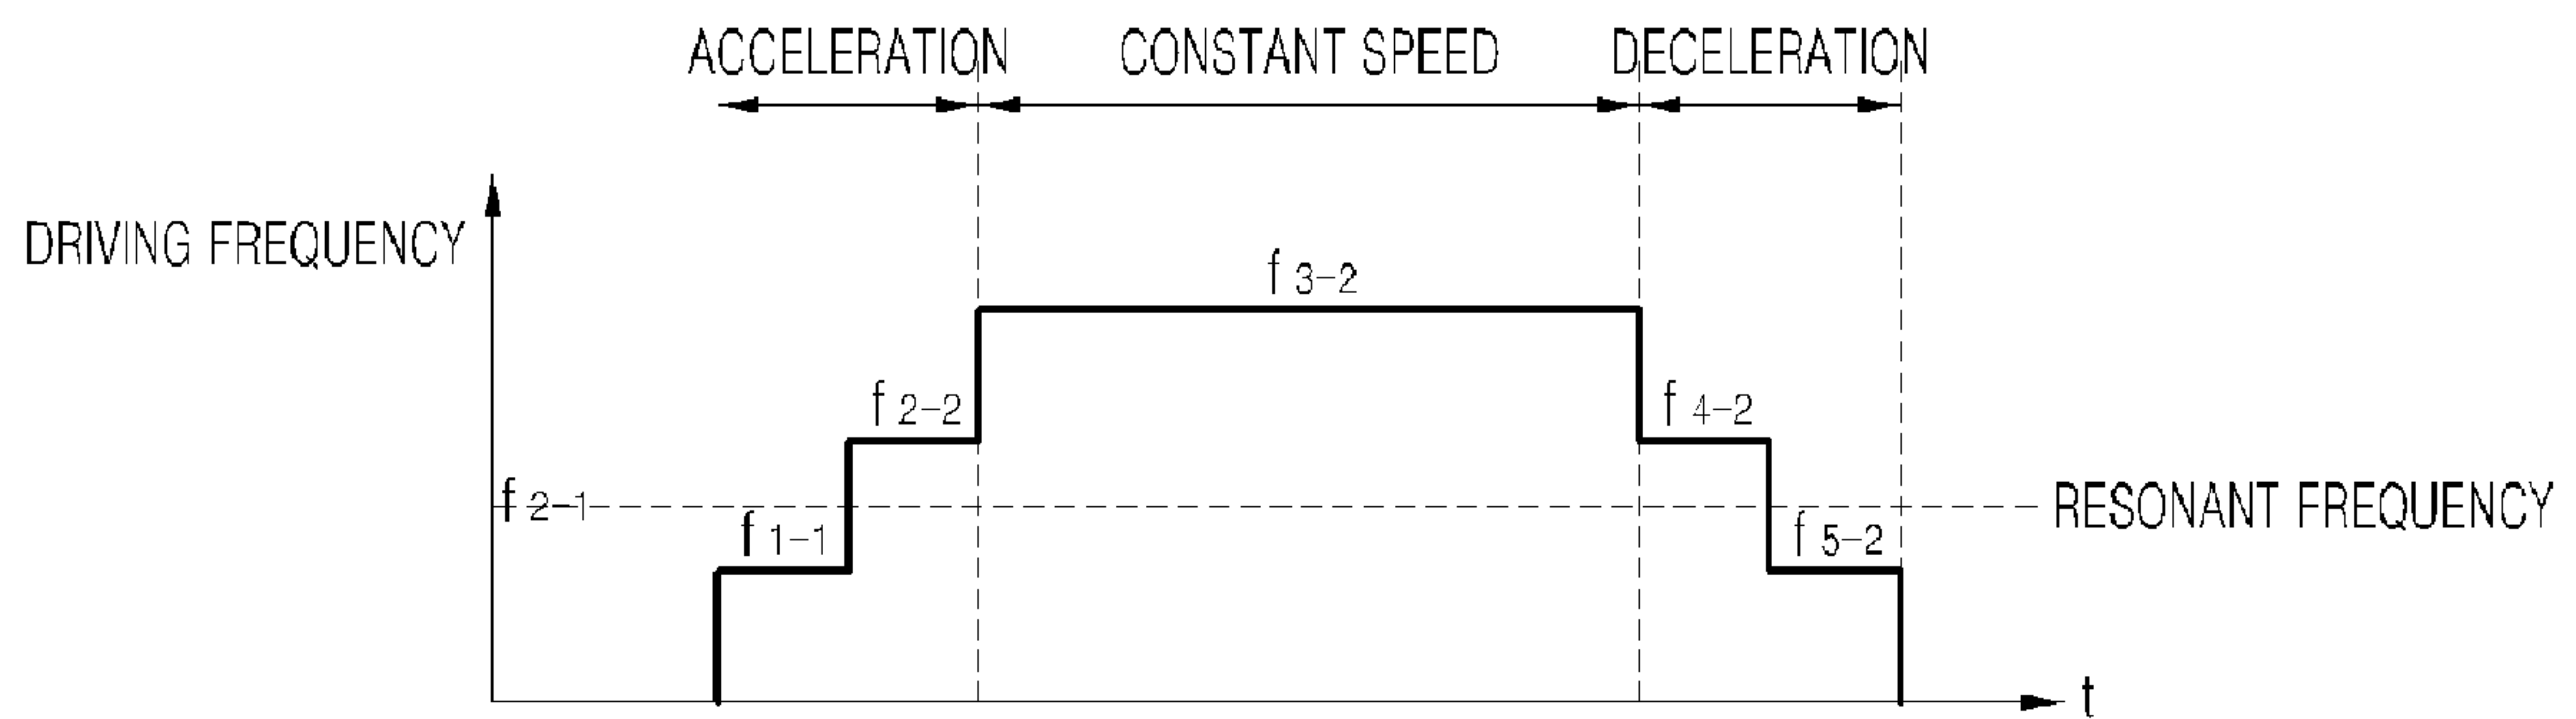 ACCELERATION CONSTANT SPEED DECELERATION
DRIVING FREQUENCY
f 3-2
f 2-2 f 4-2
f 2-1 RESONANT FREQUENCY
f 1-1 f 5-2
t